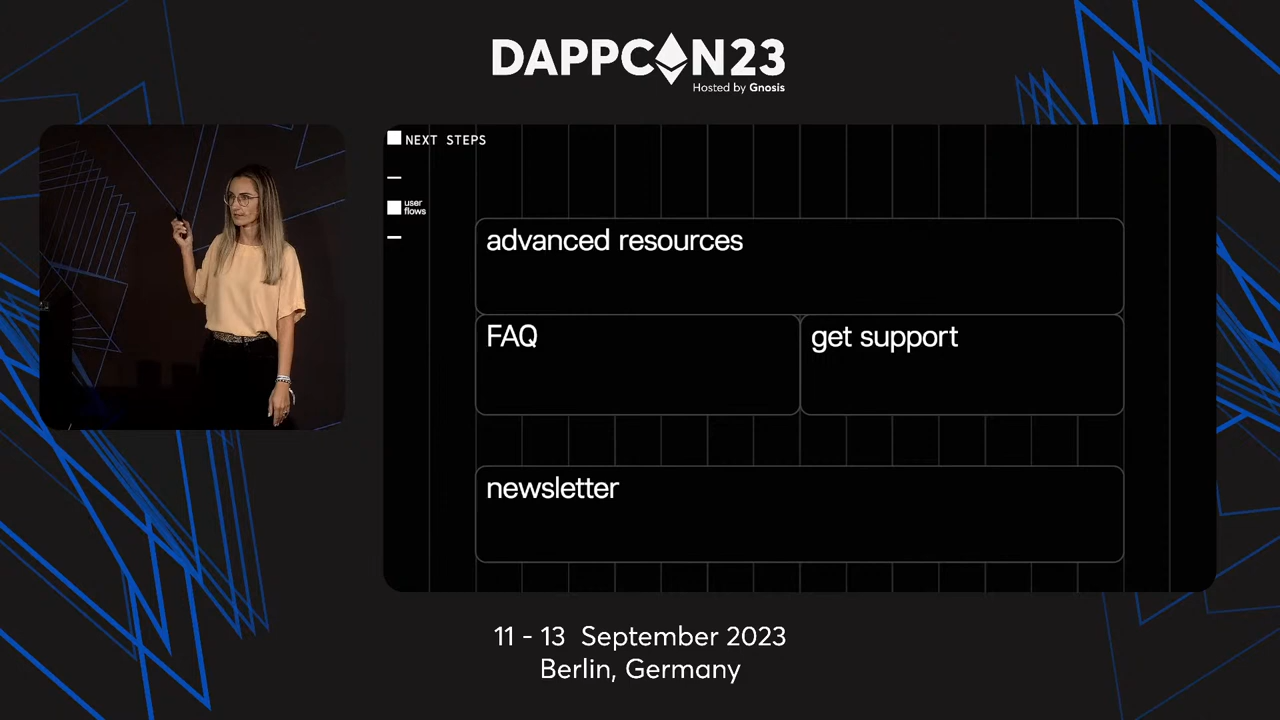 DAPPCON23
Hosted by Gnosis
NEXT STEPS
user
flows
advanced resources
FAQ
get support
newsletter
11 - 13 September 2023
Berlin, Germany